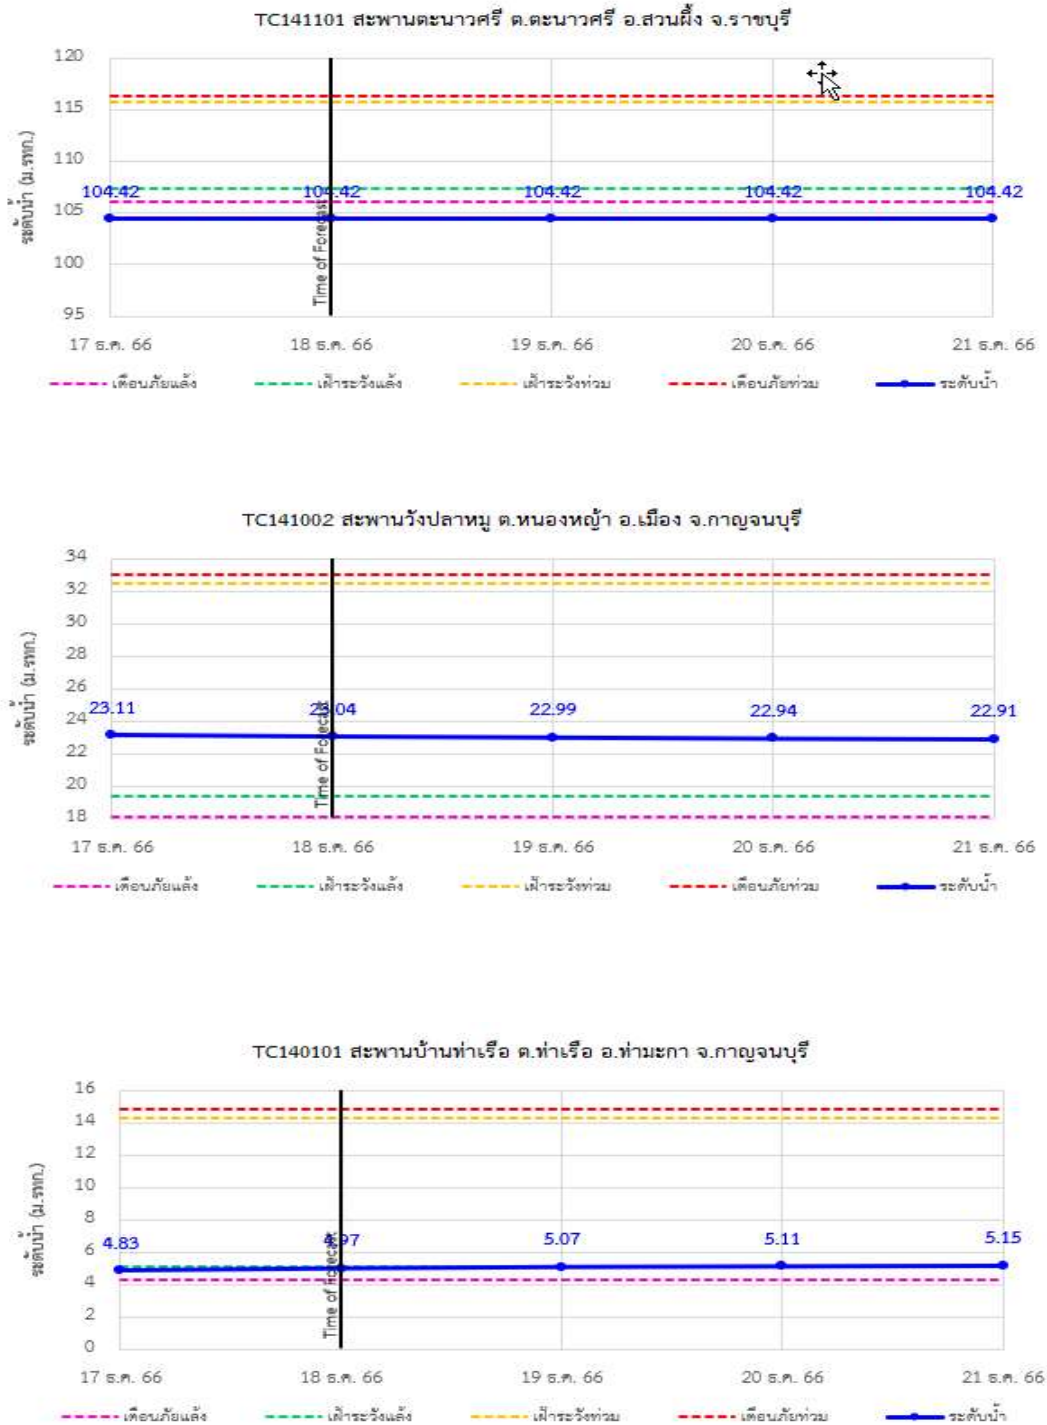 TC141101 สะพานตะนาวศรี ต.ตะนาวศรี อ.สวนผึ้ง จ.ราชบุรี
120
115
110
105
100
95
ระดับน้ำ (ม.รทก.)
104.42 104.42 104.42 104.42 104.42
Time of Forecast
17 ธ.ค. 66 18 ธ.ค. 66 19 ธ.ค. 66 20 ธ.ค. 66 21 ธ.ค. 66
เตือนภัยแล้ง เฝ้าระวังแล้ง เฝ้าระวังท่วม เตือนภัยท่วม ระดับน้ำ
TC141002 สะพานวังปลาหมู ต.หนองหญ้า อ.เมือง จ.กาญจนบุรี
34
32
30
28
26
24
22
20
18
ระดับน้ำ (ม.รทก.)
23.11 23.04 22.99 22.94 22.91
Time of Forecast
17 ธ.ค. 66 18 ธ.ค. 66 19 ธ.ค. 66 20 ธ.ค. 66 21 ธ.ค. 66
เตือนภัยแล้ง เฝ้าระวังแล้ง เฝ้าระวังท่วม เตือนภัยท่วม ระดับน้ำ
TC140101 สะพานบ้านท่าเรือ ต.ท่าเรือ อ.ท่ามะกา จ.กาญจนบุรี
16
14
12
10
8
6
4
2
0
ระดับน้ำ (ม.รทก.)
4.83 4.97 5.07 5.11 5.15
Time of Forecast
17 ธ.ค. 66 18 ธ.ค. 66 19 ธ.ค. 66 20 ธ.ค. 66 21 ธ.ค. 66
เตือนภัยแล้ง เฝ้าระวังแล้ง เฝ้าระวังท่วม เตือนภัยท่วม ระดับน้ำ